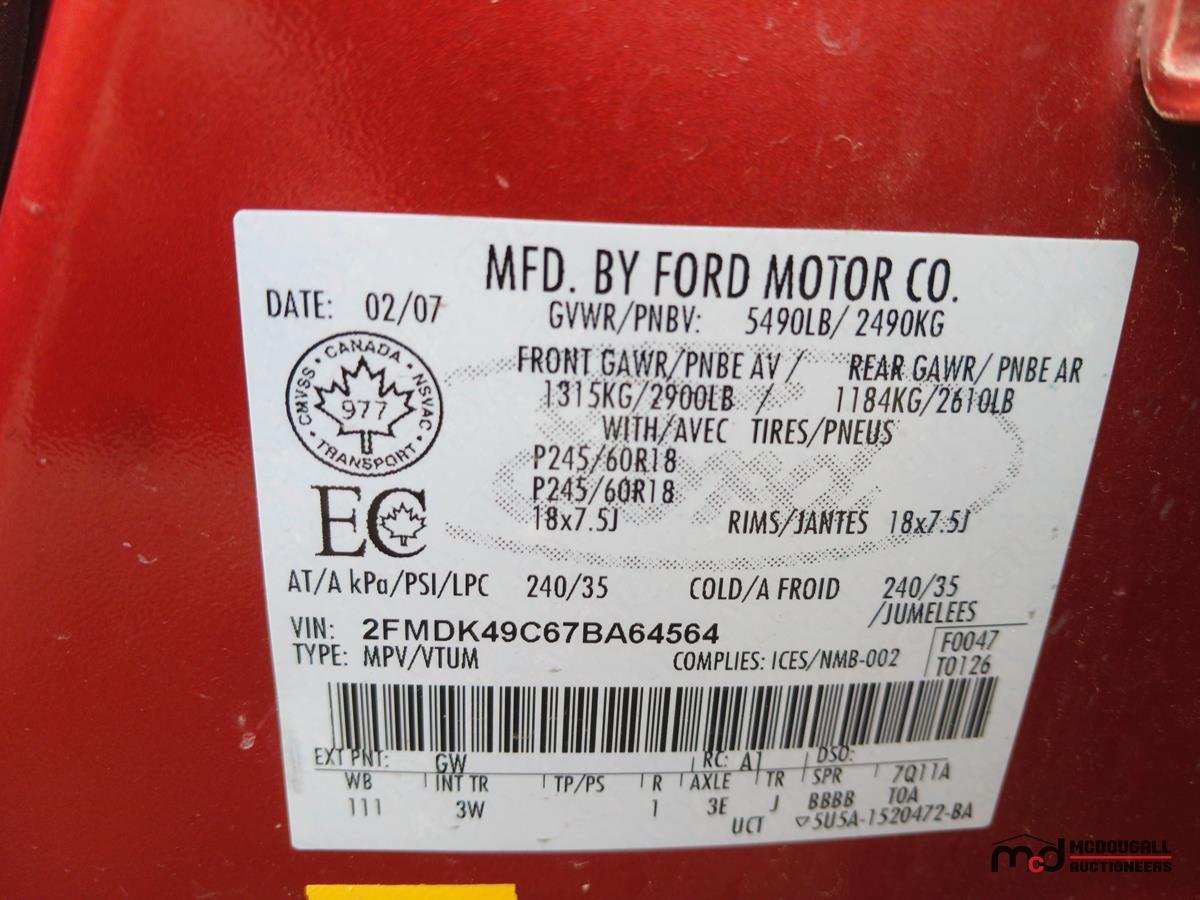 MFD. BY FORD MOTOR CO.
DATE: 02/07
GVWR/PNBV: 5490LB/ 2490KG
CANADA
CMVSS
NSVAC
977
TRANSPORT
FRONT GAWR/PNBE AV / REAR GAWR/ PNBE AR
1315KG/2900LB / 1184KG/2610LB
WITH/AVEC TIRES/PNEUS
P245/60R18
P245/60R18
18x7.5J RIMS/JANTES 18x7.5J
EC
AT/A kPa/PSI/LPC 240/35 COLD/A FROID 240/35
/JUMELEES
VIN: 2FMDK49C67BA64564
TYPE: MPV/VTUM COMPLIES: ICES/NMB-002
F0047
T0126
EXT PNT: GW RC: A1 DSO:
WB INT TR TP/PS R AXLE TR SPR 7Q11A
111 3W 1 3E J BBBB T0A
UCT ▽5U5A-1520472-BA
mcd MCDOUGALL
AUCTIONEERS